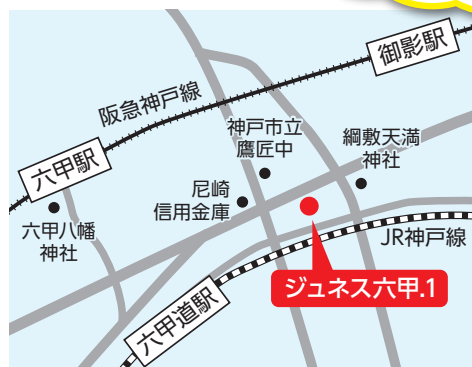 御影駅
阪急神戸線
神戸市立
鷹匠中
綱敷天満
神社
六甲駅
尼崎
信用金庫
六甲八幡
神社
JR神戸線
ジュネス六甲.1
六甲道駅